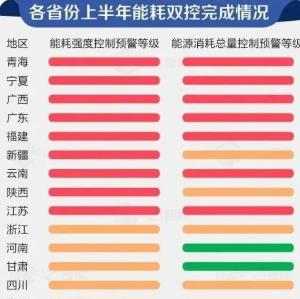 各省份上半年能耗双控完成情况
地区 能耗强度控制预警等级 能源消耗总量控制预警等级
青海
宁夏
广西
广东
福建
新疆
云南
陕西
江苏
浙江
河南
甘肃
四川